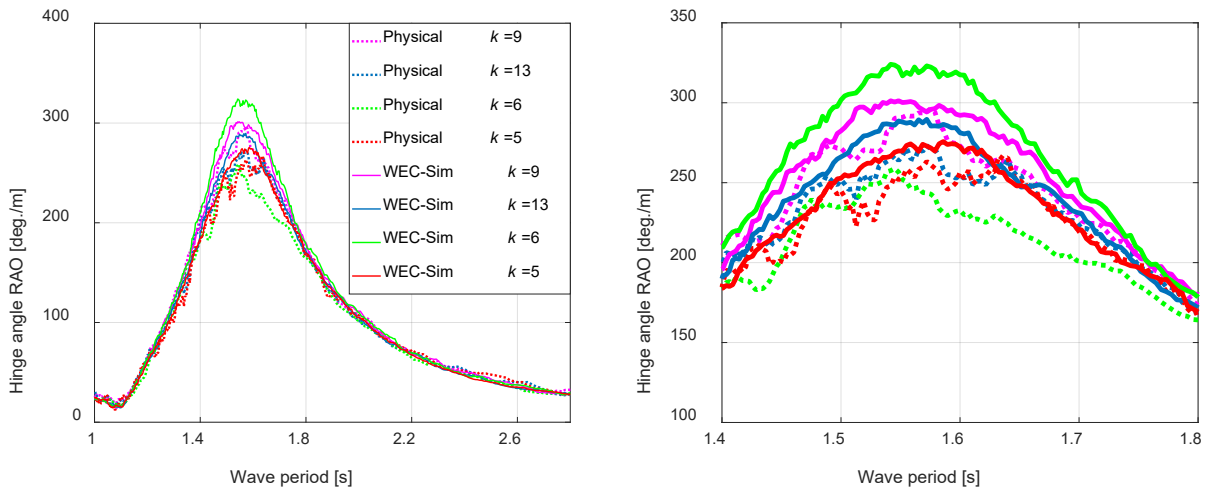 400
300
200
100
0
Hinge angle RAO [deg./m]
Physical k =9
Physical k =13
Physical k =6
Physical k =5
WEC-Sim k =9
WEC-Sim k =13
WEC-Sim k =6
WEC-Sim k =5
1 1.4 1.8 2.2 2.6
Wave period [s]
350
300
250
200
150
100
Hinge angle RAO [deg./m]
1.4 1.5 1.6 1.7 1.8
Wave period [s]